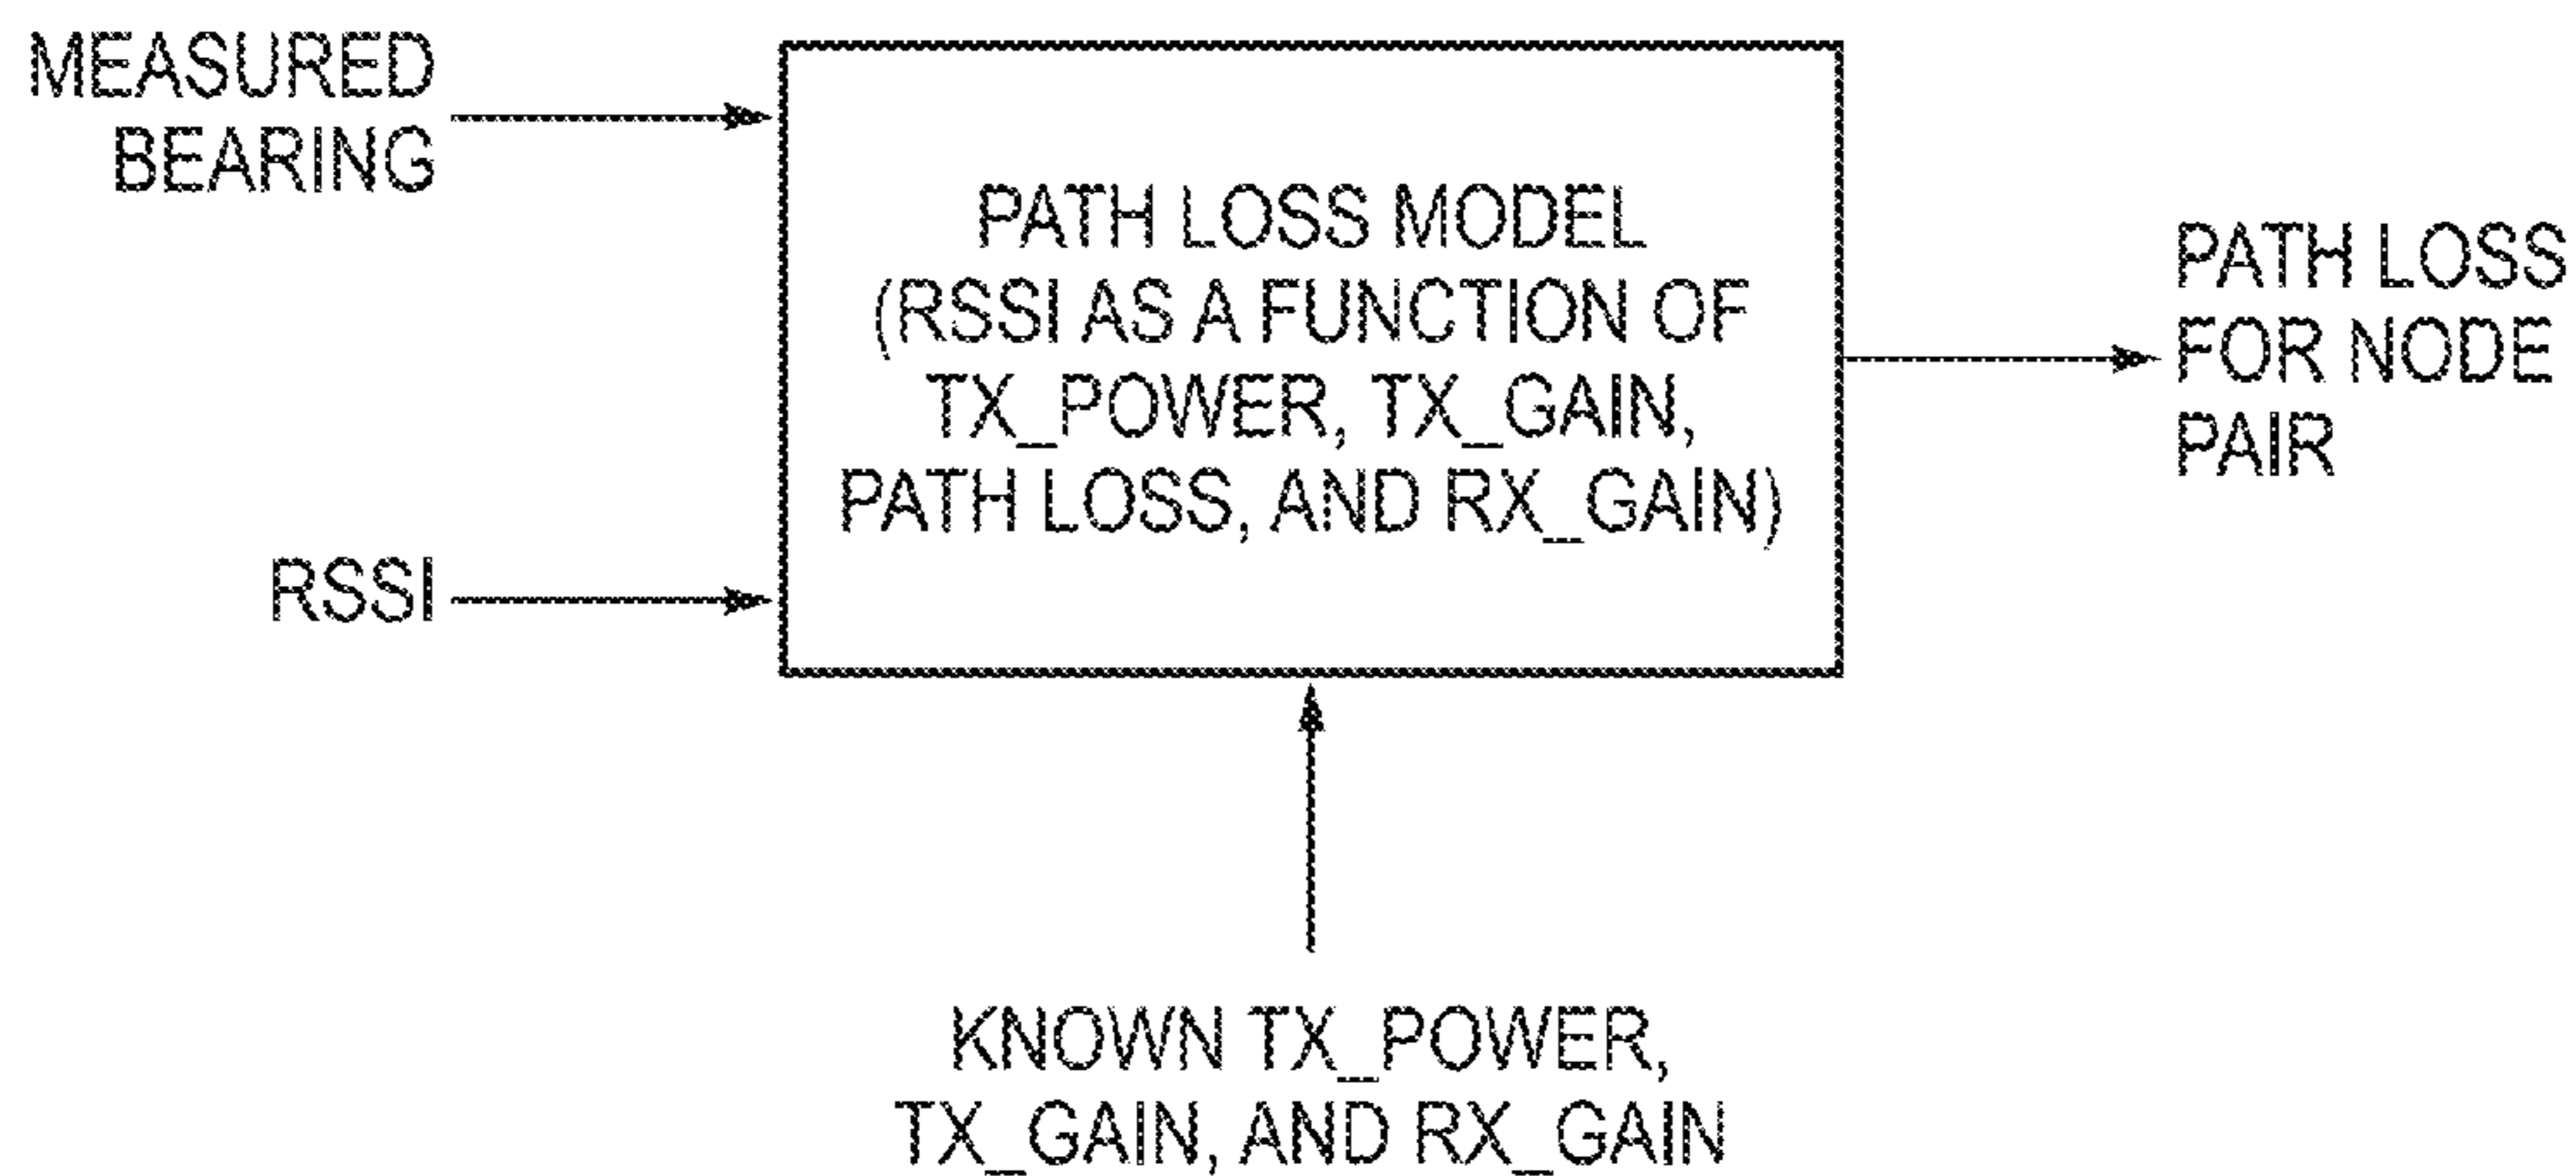 MEASURED
BEARING
RSSI
PATH LOSS MODEL
(RSSI AS A FUNCTION OF
TX_POWER, TX_GAIN,
PATH LOSS, AND RX_GAIN)
PATH LOSS
FOR NODE
PAIR
KNOWN TX_POWER,
TX_GAIN, AND RX_GAIN